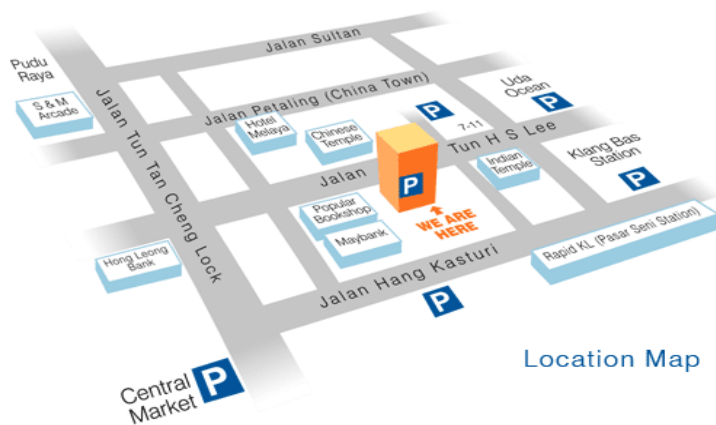 Jalan Sultan
Pudu
Raya
S & M
Arcade
Jalan Tun Tan Cheng Lock
Jalan Petaling (China Town)
Uda
Ocean
P
P
Hotel
Melaya
Chinese
Temple
7-11
Jalan Tun H S Lee
Klang Bas
Station
P
Indian
Temple
P
Popular
Bookshop
Maybank
WE ARE
HERE
Hong Leong
Bank
Rapid KL (Pasar Seni Station)
Jalan Hang Kasturi
P
Location Map
Central
Market
P